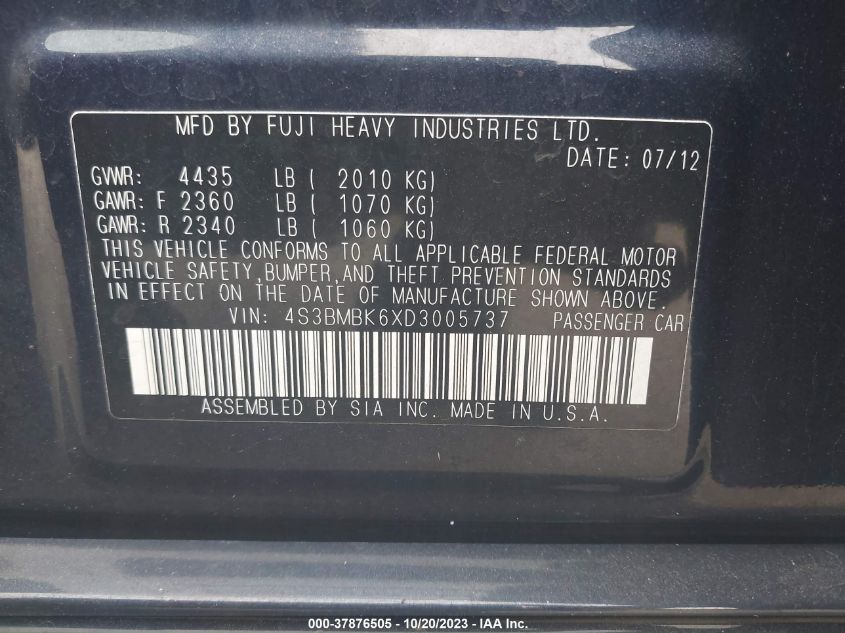 MFD BY FUJI HEAVY INDUSTRIES LTD.
DATE: 07/12
GVWR: 4435 LB ( 2010 KG)
GAWR: F 2360 LB ( 1070 KG)
GAWR: R 2340 LB ( 1060 KG)
THIS VEHICLE CONFORMS TO ALL APPLICABLE FEDERAL MOTOR
VEHICLE SAFETY,BUMPER,AND THEFT PREVENTION STANDARDS
IN EFFECT ON THE DATE OF MANUFACTURE SHOWN ABOVE.
VIN: 4S3BMBK6XD3005737 PASSENGER CAR
ASSEMBLED BY SIA INC. MADE IN U.S.A.
000-37876505 - 10/20/2023 - IAA Inc.